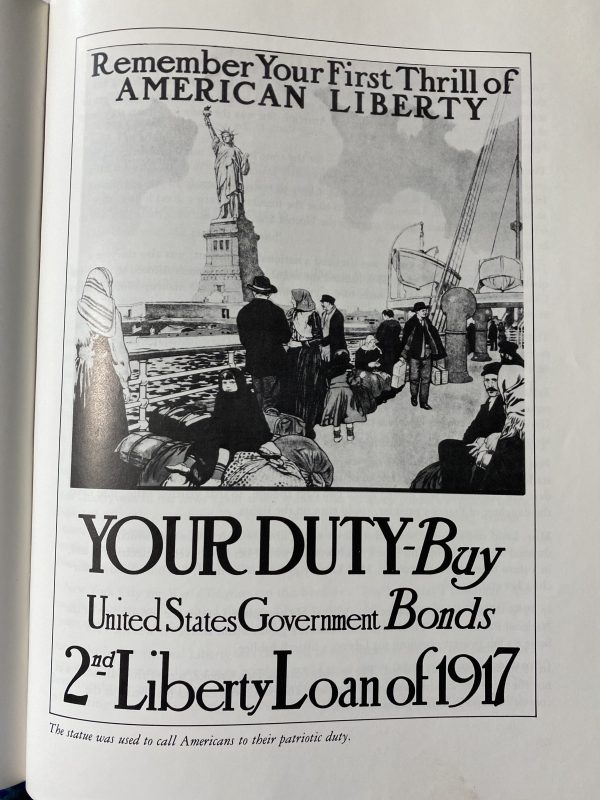 Remember Your First Thrill of
AMERICAN LIBERTY
YOUR DUTY-Buy
United States Government Bonds
2nd Liberty Loan of 1917
The statue was used to call Americans to their patriotic duty.